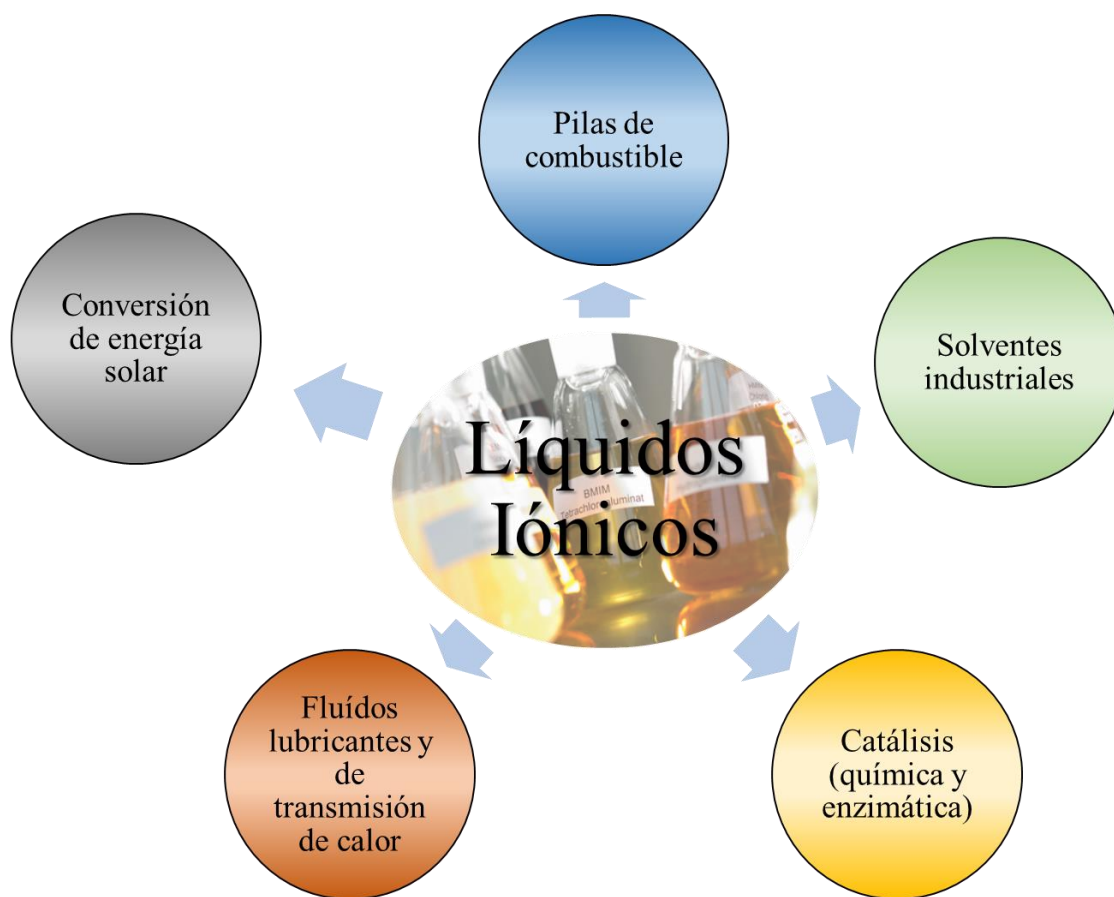 Pilas de
combustible
Conversión
de energía
solar
Solventes
industriales
Líquidos
Iónicos
BMIM
Fluídos
lubricantes y
de
transmisión
de calor
Catálisis
(química y
enzimática)